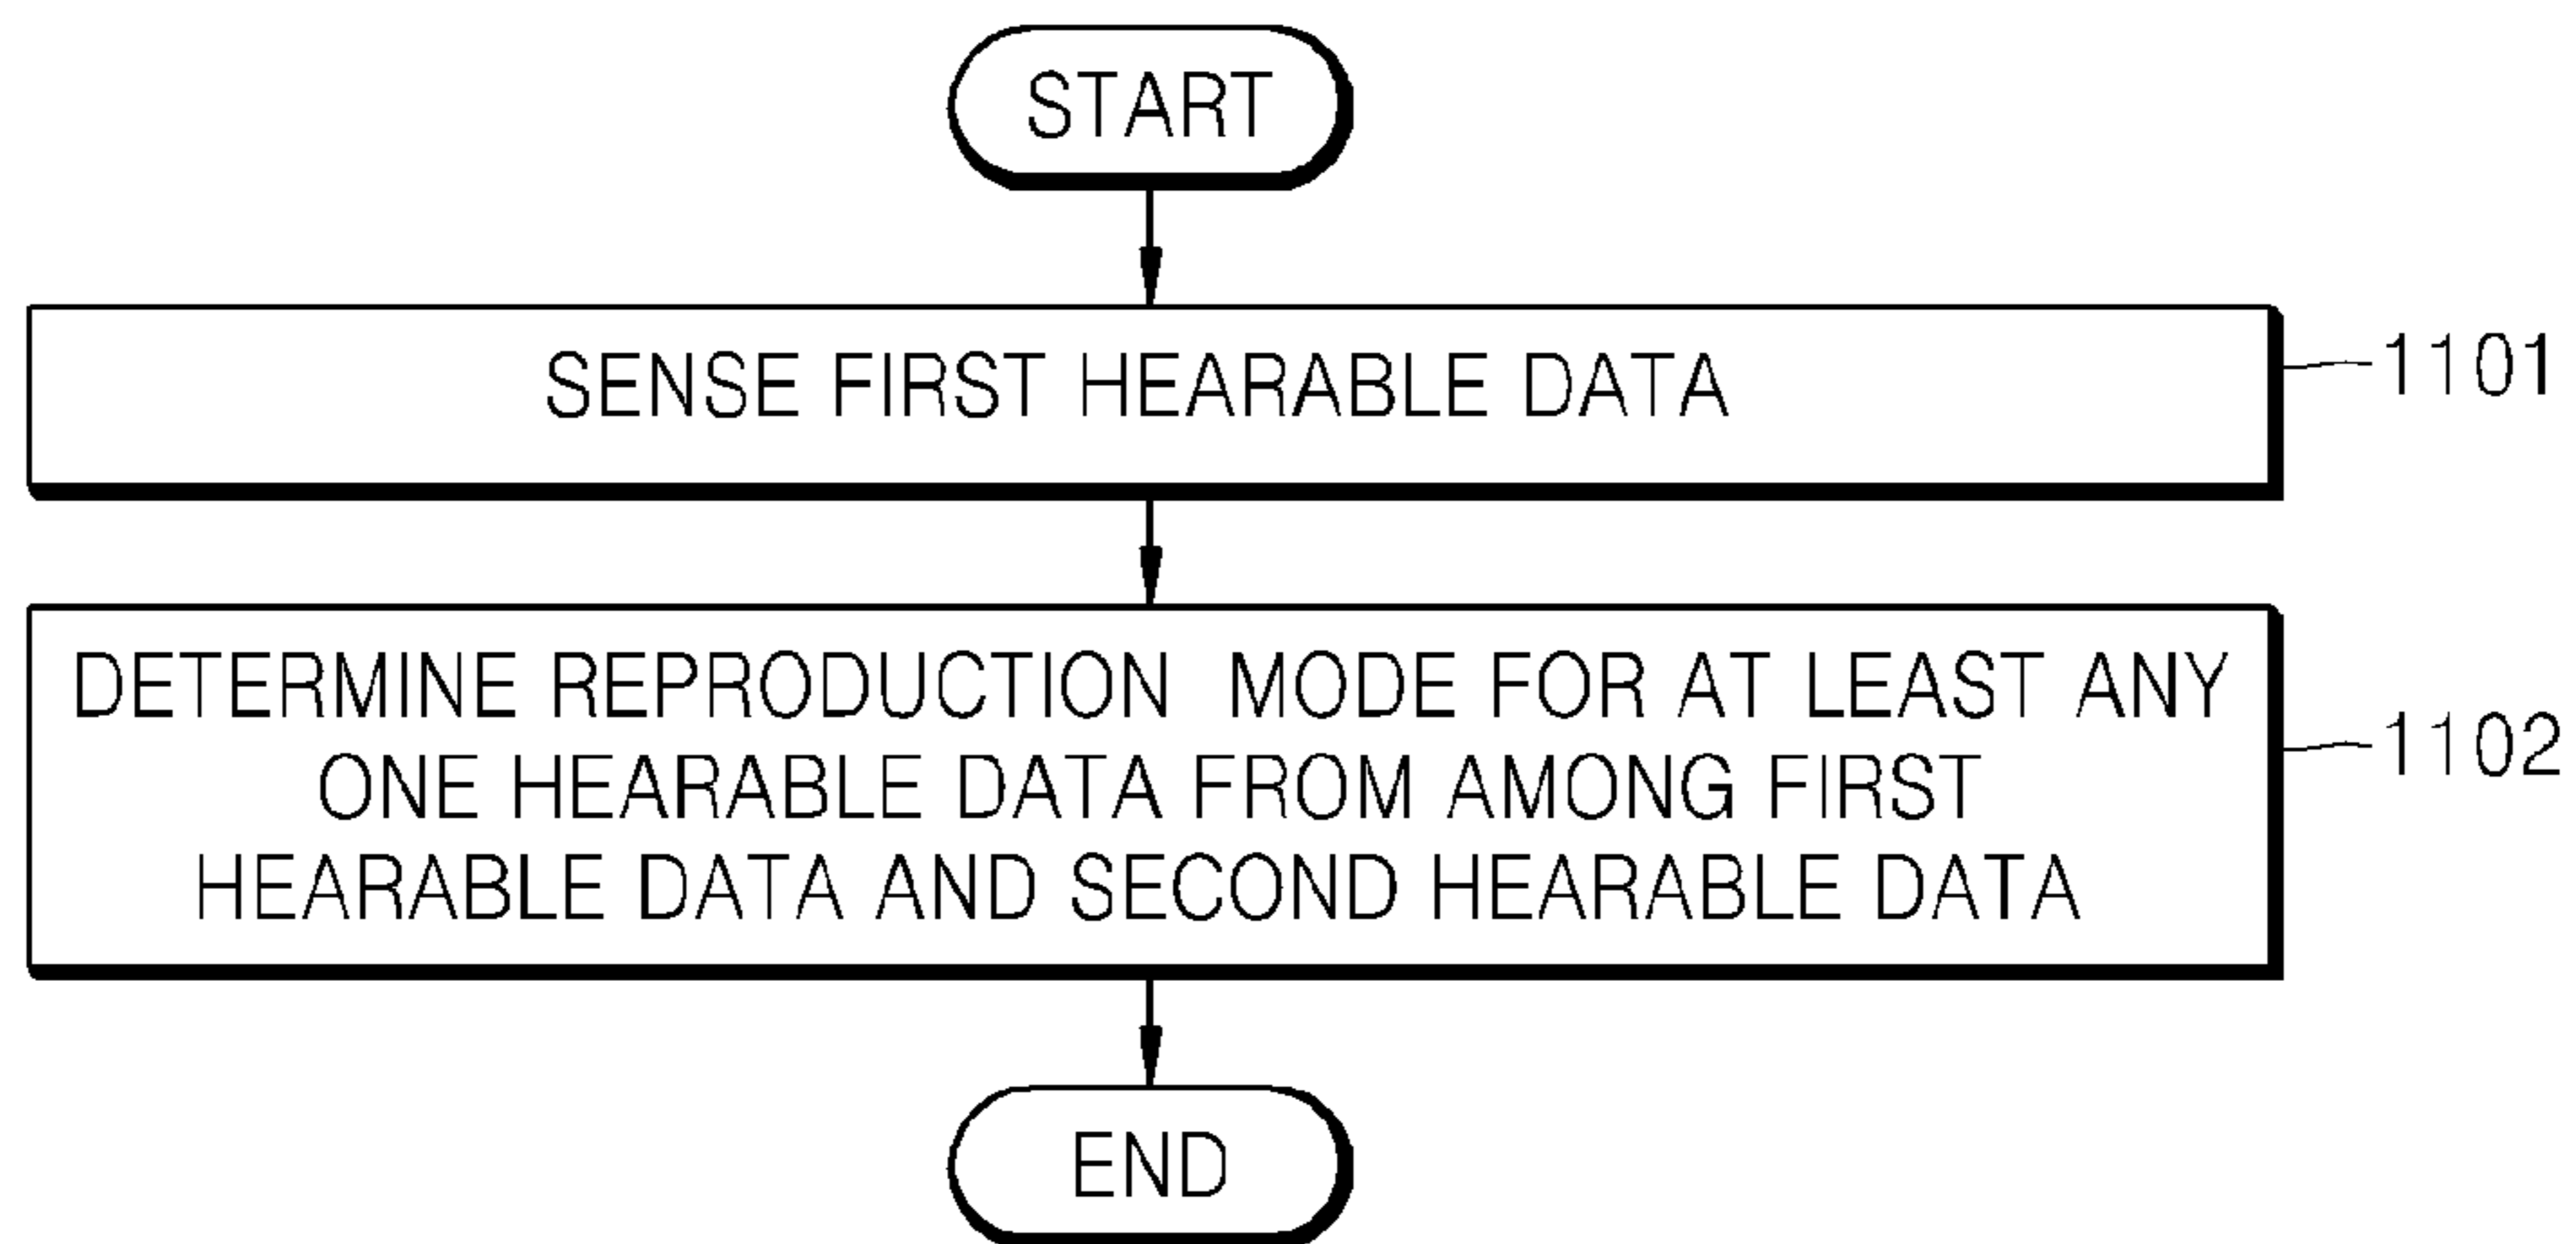 START
SENSE FIRST HEARABLE DATA
1101
DETERMINE REPRODUCTION MODE FOR AT LEAST ANY
ONE HEARABLE DATA FROM AMONG FIRST
HEARABLE DATA AND SECOND HEARABLE DATA
1102
END